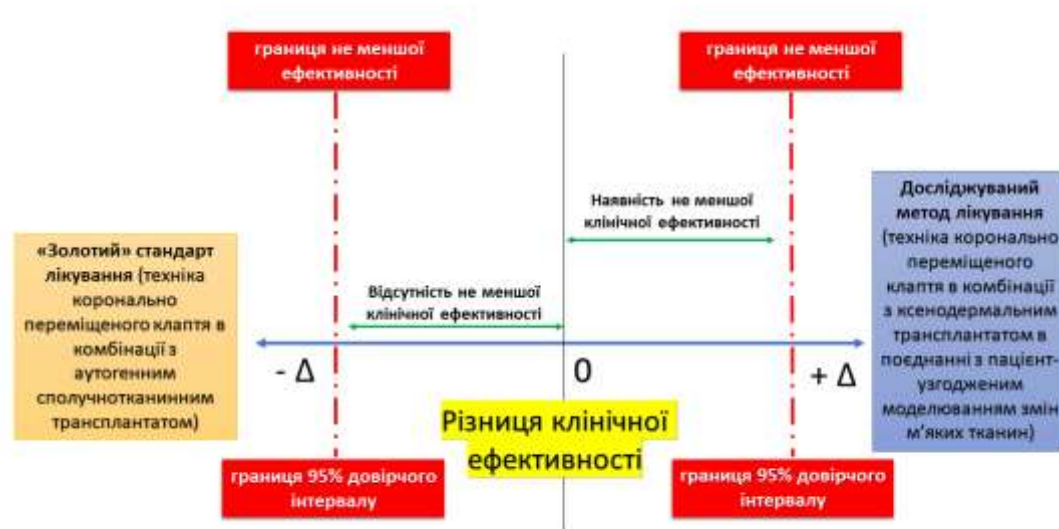 границя не меншої
ефективності
границя не меншої
ефективності
Наявність не меншої
клінічної ефективності
Відсутність не меншої
клінічної ефективності
«Золотий» стандарт
лікування (техніка
коронально
переміщеного клаптя в
комбінації з
аутогенним
сполучнотканинним
трансплантатом)
Досліджуваний
метод лікування
(техніка коронально
переміщеного
клаптя в комбінації
з ксенодермальним
трансплантатом в
поєднанні з пацієнт-
узгодженим
моделюванням змін
м’яких тканин)
- Δ
0
+ Δ
Різниця клінічної
ефективності
границя 95% довірчого
інтервалу
границя 95% довірчого
інтервалу